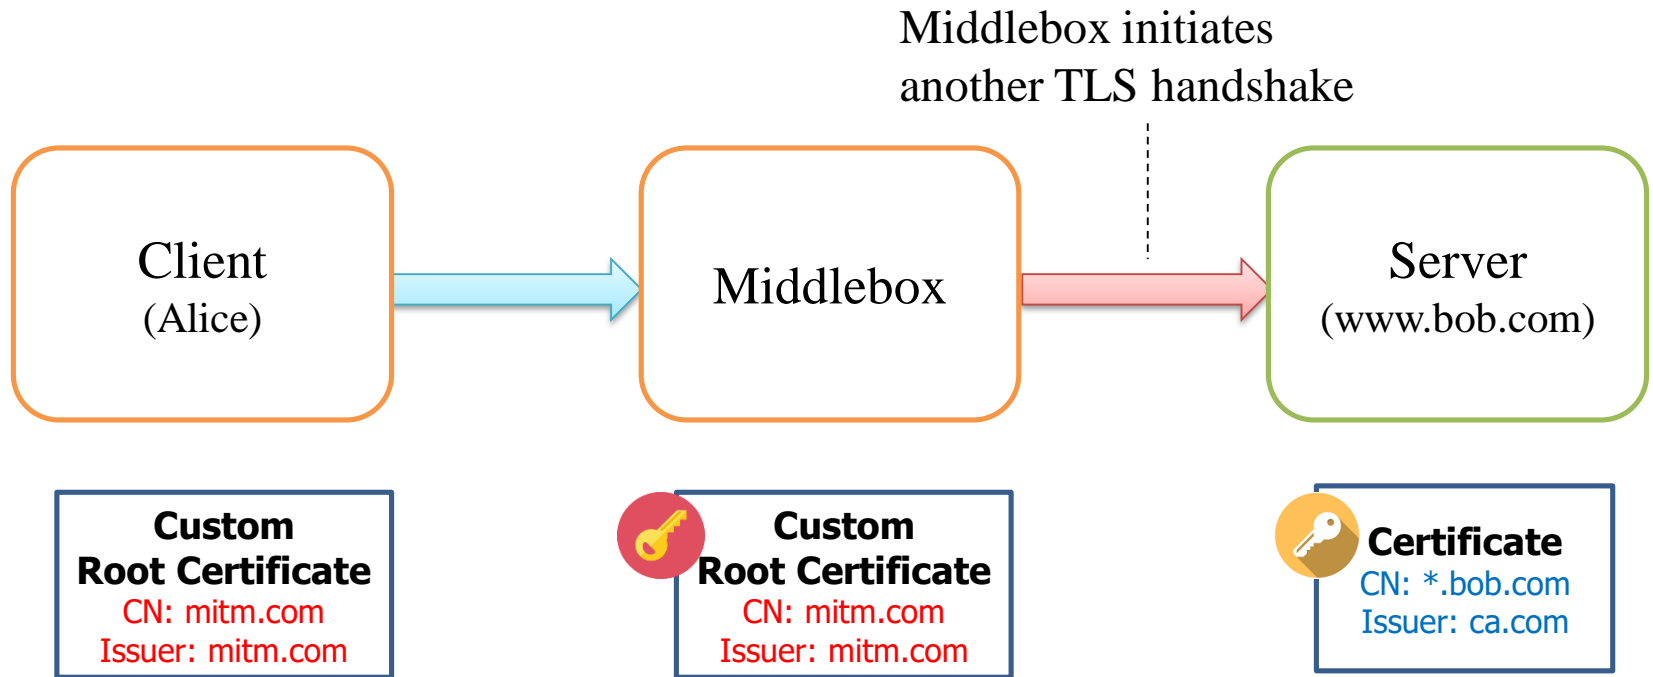 Middlebox initiates
another TLS handshake
Client
(Alice)
Middlebox
Server
(www.bob.com)
Custom
Root Certificate
CN: mitm.com
Issuer: mitm.com
Custom
Root Certificate
CN: mitm.com
Issuer: mitm.com
Certificate
CN: *.bob.com
Issuer: ca.com